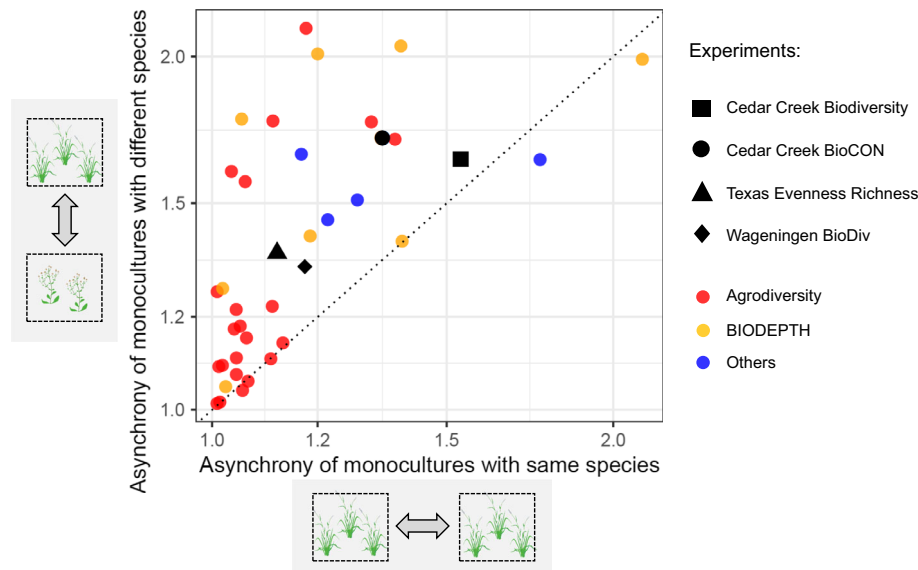 Asynchrony of monocultures with different species
2.0
1.5
1.2
1.0
1.0
1.2
1.5
2.0
Asynchrony of monocultures with same species
Experiments:
Cedar Creek Biodiversity
Cedar Creek BioCON
Texas Evenness Richness
Wageningen BioDiv
Agrodiversity
BIODEPTH
Others